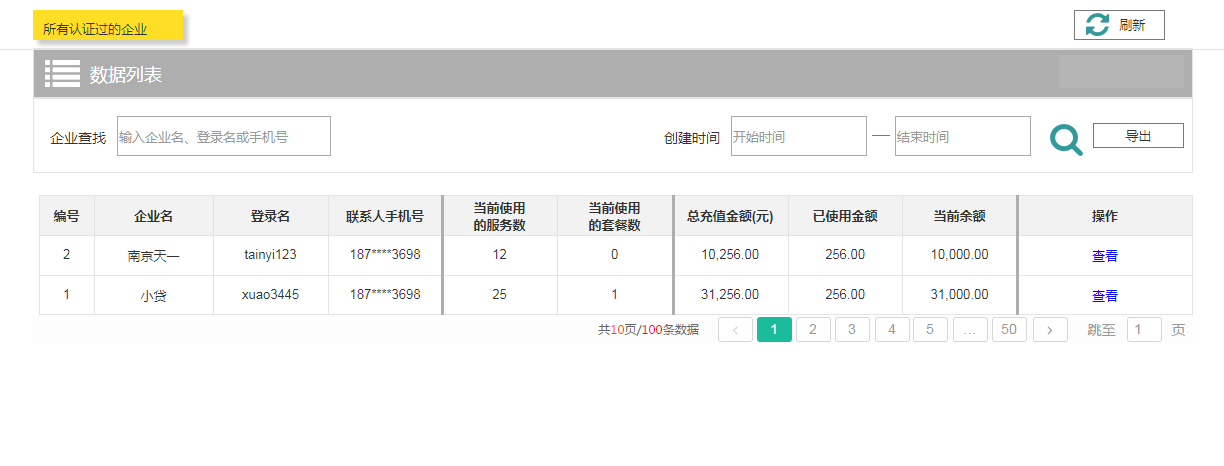 所有认证过的企业
刷新
数据列表
企业查找 输入企业名、登录名或手机号 创建时间 开始时间 — 结束时间 导出
编号 企业名 登录名 联系人手机号 当前使用的服务数 当前使用的套餐数 总充值金额(元) 已使用金额 当前余额 操作
2 南京天一 tainyi123 187****3698 12 0 10,256.00 256.00 10,000.00 查看
1 小贷 xuao3445 187****3698 25 1 31,256.00 256.00 31,000.00 查看
共10页/100条数据 < 1 2 3 4 5 ... 50 > 跳至 1 页